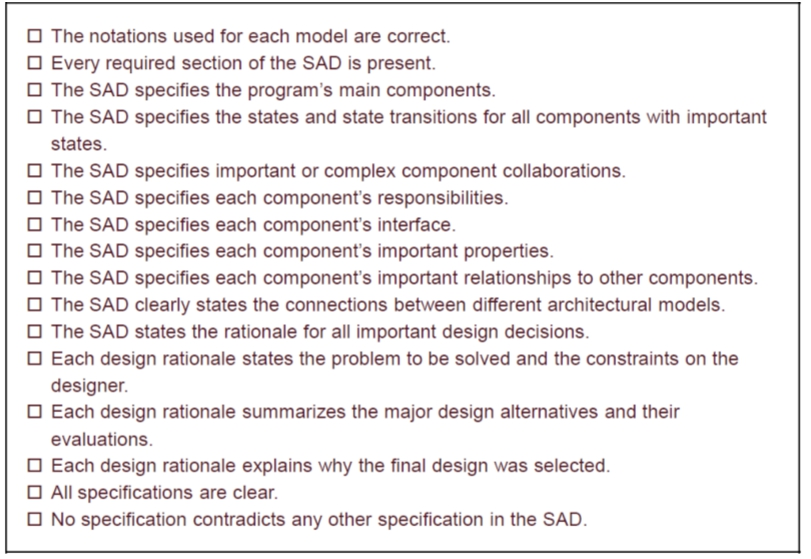 ☐ The notations used for each model are correct.
☐ Every required section of the SAD is present.
☐ The SAD specifies the program's main components.
☐ The SAD specifies the states and state transitions for all components with important
states.
☐ The SAD specifies important or complex component collaborations.
☐ The SAD specifies each component's responsibilities.
☐ The SAD specifies each component's interface.
☐ The SAD specifies each component's important properties.
☐ The SAD specifies each component's important relationships to other components.
☐ The SAD clearly states the connections between different architectural models.
☐ The SAD states the rationale for all important design decisions.
☐ Each design rationale states the problem to be solved and the constraints on the
designer.
☐ Each design rationale summarizes the major design alternatives and their
evaluations.
☐ Each design rationale explains why the final design was selected.
☐ All specifications are clear.
☐ No specification contradicts any other specification in the SAD.